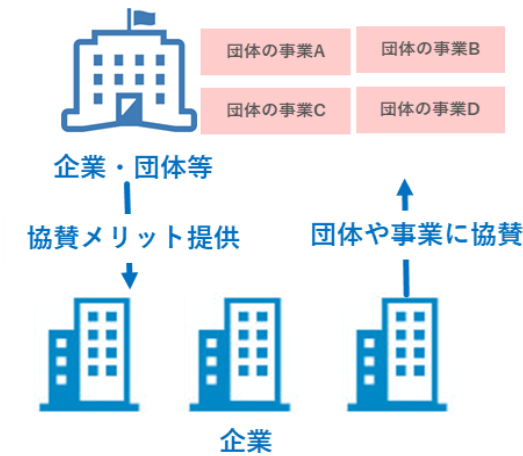 団体の事業A
団体の事業B
団体の事業C
団体の事業D
企業・団体等
協賛メリット提供
団体や事業に協賛
企業